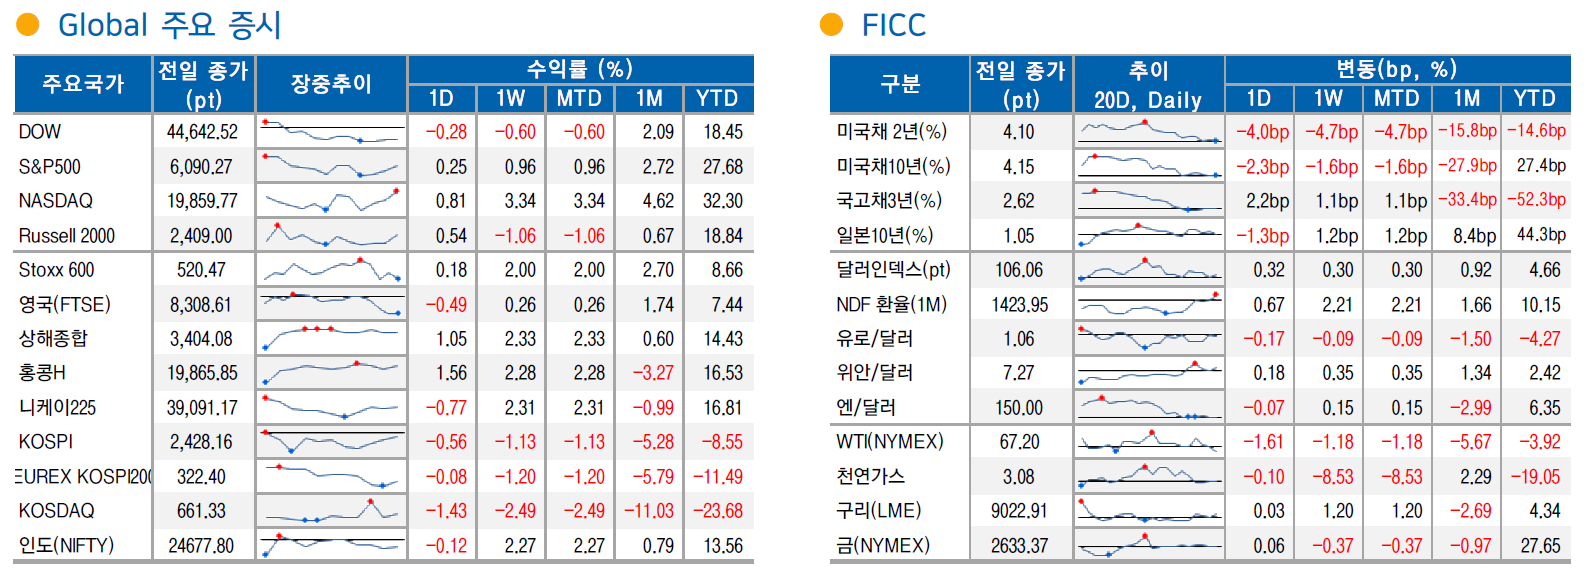 Global 주요 증시
주요국가 전일 종가 (pt) 장중추이 수익률 (%)
1D 1W MTD 1M YTD
DOW 44,642.52 -0.28 -0.60 -0.60 2.09 18.45
S&P500 6,090.27 0.25 0.96 0.96 2.72 27.68
NASDAQ 19,859.77 0.81 3.34 3.34 4.62 32.30
Russell 2000 2,409.00 0.54 -1.06 -1.06 0.67 18.84
Stoxx 600 520.47 0.18 2.00 2.00 2.70 8.66
영국(FTSE) 8,308.61 -0.49 0.26 0.26 1.74 7.44
상해종합 3,404.08 1.05 2.33 2.33 0.60 14.43
홍콩H 19,865.85 1.56 2.28 2.28 -3.27 16.53
니케이225 39,091.17 -0.77 2.31 2.31 -0.99 16.81
KOSPI 2,428.16 -0.56 -1.13 -1.13 -5.28 -8.55
EUREX KOSPI200 322.40 -0.08 -1.20 -1.20 -5.79 -11.49
KOSDAQ 661.33 -1.43 -2.49 -2.49 -11.03 -23.68
인도(NIFTY) 24677.80 -0.12 2.27 2.27 0.79 13.56
FICC
구분 전일 종가 (pt) 추이 20D, Daily 변동(bp, %)
1D 1W MTD 1M YTD
미국채 2년(%) 4.10 -4.0bp -4.7bp -4.7bp -15.8bp -14.6bp
미국채10년(%) 4.15 -2.3bp -1.6bp -1.6bp -27.9bp 27.4bp
국고채3년(%) 2.62 2.2bp 1.1bp 1.1bp -33.4bp -52.3bp
일본10년(%) 1.05 -1.3bp 1.2bp 1.2bp 8.4bp 44.3bp
달러인덱스(pt) 106.06 0.32 0.30 0.30 0.92 4.66
NDF 환율(1M) 1423.95 0.67 2.21 2.21 1.66 10.15
유로/달러 1.06 -0.17 -0.09 -0.09 -1.50 -4.27
위안/달러 7.27 0.18 0.35 0.35 1.34 2.42
엔/달러 150.00 -0.07 0.15 0.15 -2.99 6.35
WTI(NYMEX) 67.20 -1.61 -1.18 -1.18 -5.67 -3.92
천연가스 3.08 -0.10 -8.53 -8.53 2.29 -19.05
구리(LME) 9022.91 0.03 1.20 1.20 -2.69 4.34
금(NYMEX) 2633.37 0.06 -0.37 -0.37 -0.97 27.65